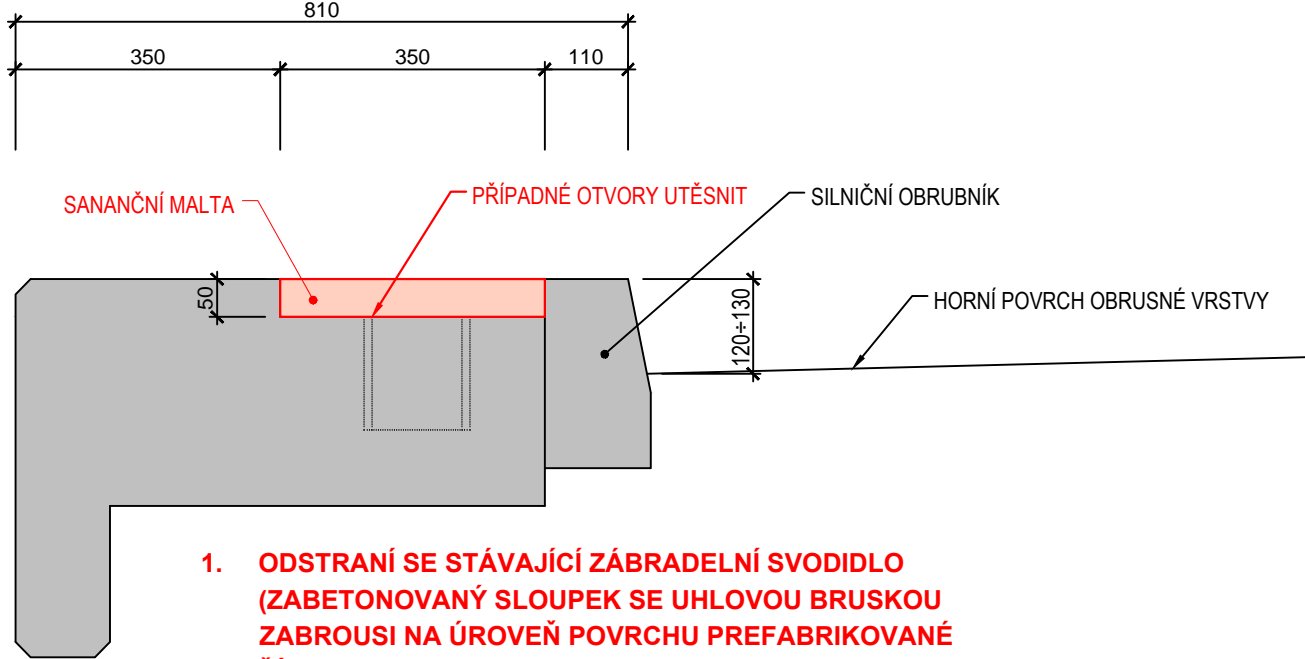 810
350
350
110
SANANČNÍ MALTA
PŘÍPADNÉ OTVORY UTĚSNIT
SILNIČNÍ OBRUBNÍK
50
120÷130
HORNÍ POVRCH OBRUSNÉ VRSTVY
1. ODSTRANÍ SE STÁVAJÍCÍ ZÁBRADELNÍ SVODIDLO
(ZABETONOVANÝ SLOUPEK SE UHLOVOU BRUSKOU
ZABROUSI NA ÚROVEŇ POVRCHU PREFABRIKOVANÉ